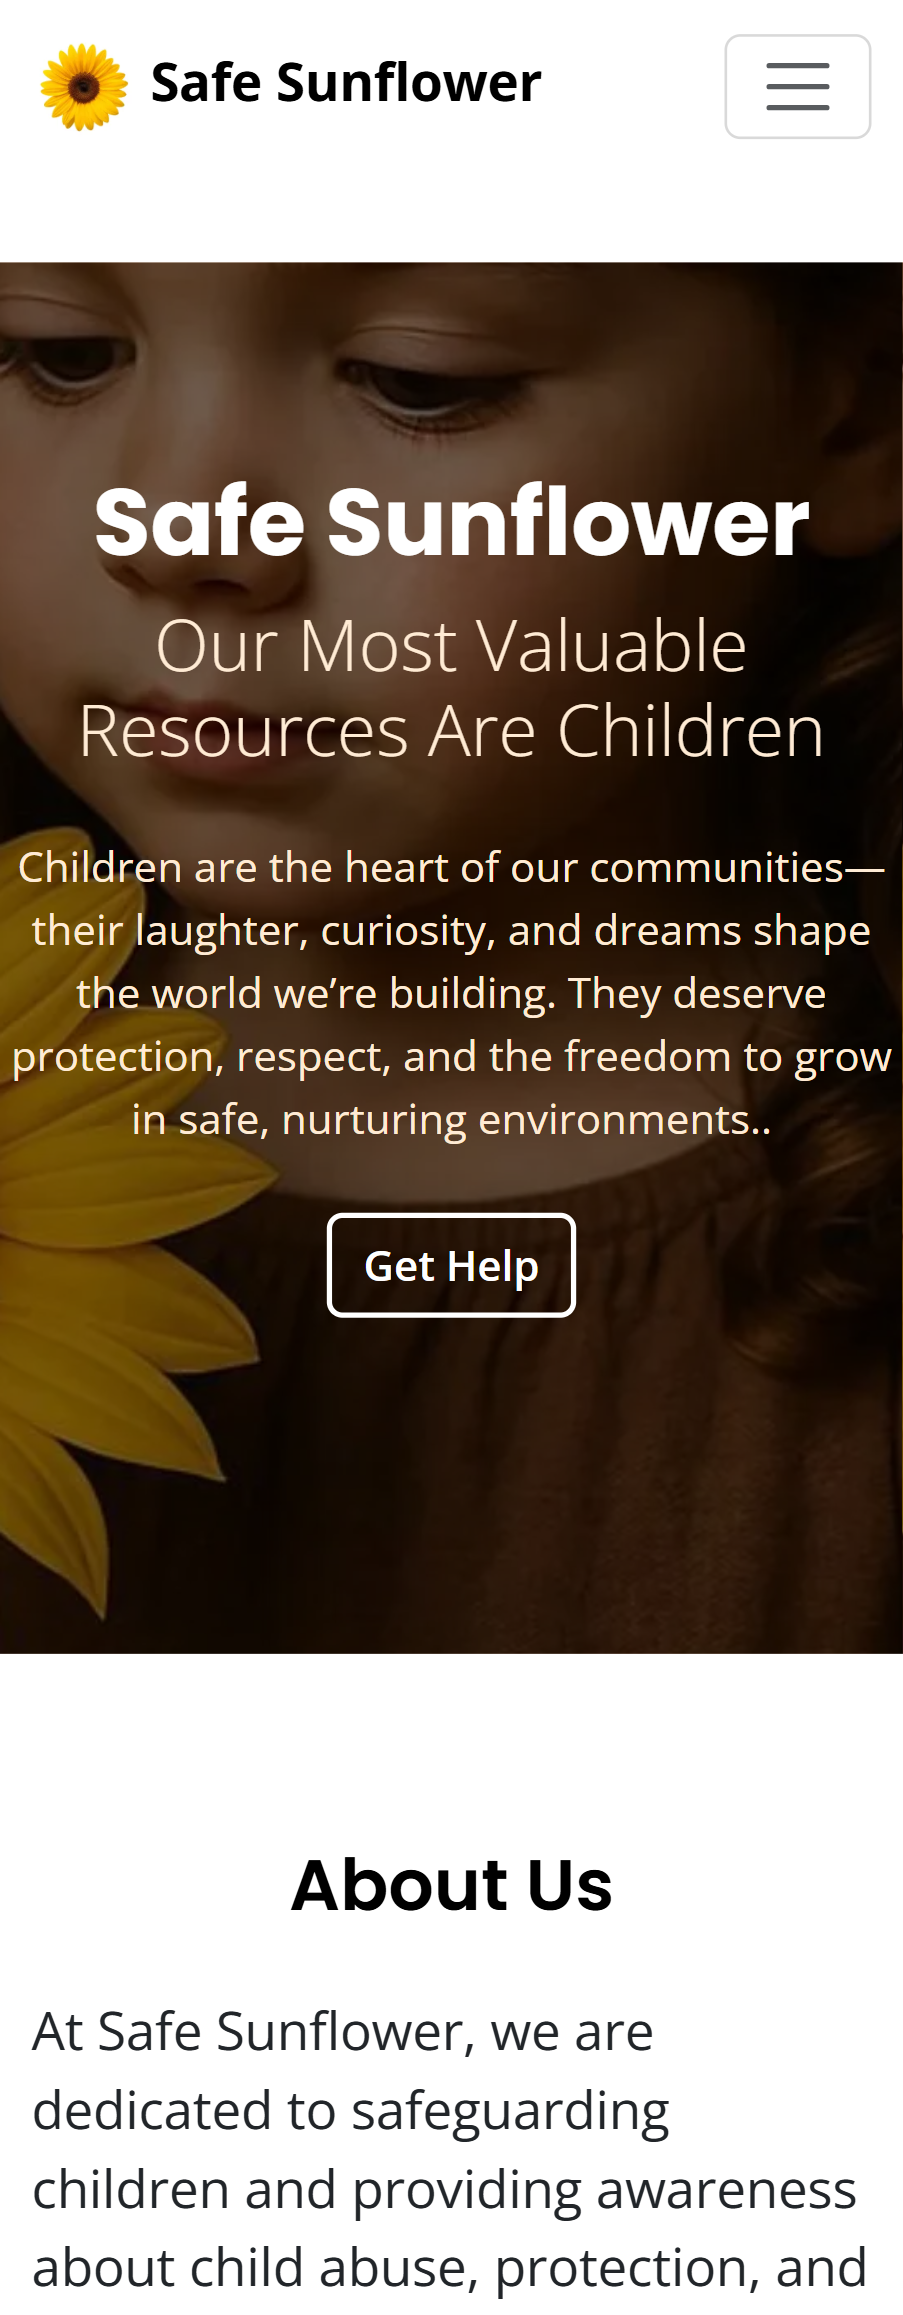 Safe Sunflower
Safe Sunflower
Our Most Valuable
Resources Are Children
Children are the heart of our communities—
their laughter, curiosity, and dreams shape
the world we’re building. They deserve
protection, respect, and the freedom to grow
in safe, nurturing environments..
Get Help
About Us
At Safe Sunflower, we are
dedicated to safeguarding
children and providing awareness
about child abuse, protection, and